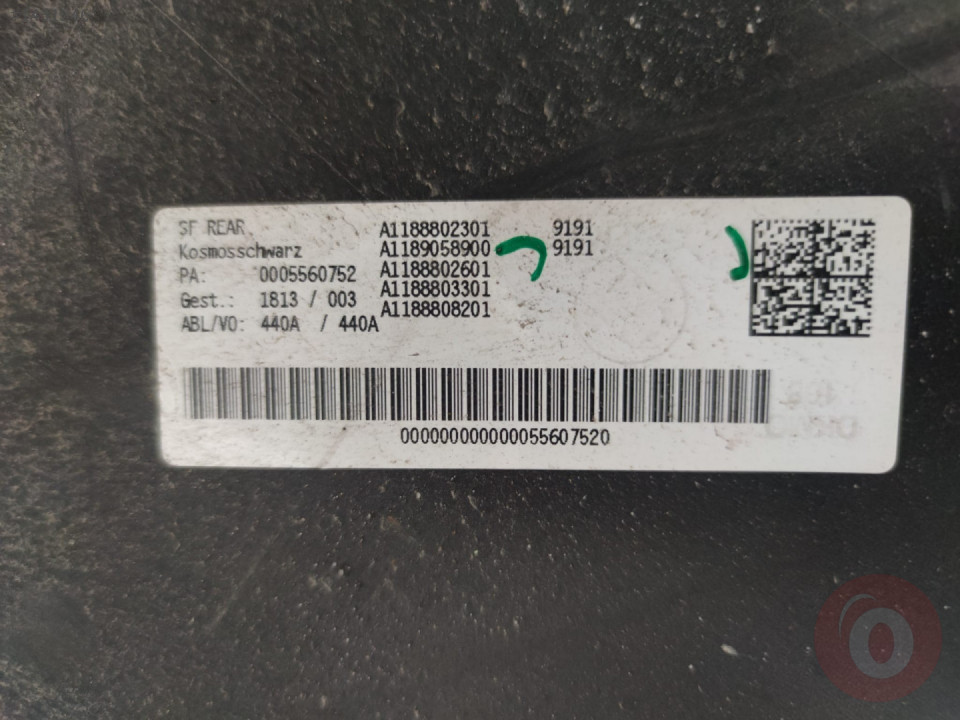 SF REAR A1188802301 9191
Kosmosschwarz A1189058900 9191
PA: 0005560752 A1188802601
Gest.: 1813 / 003 A1188803301
ABL/VO: 440A / 440A A1188808201
00000000000055607520